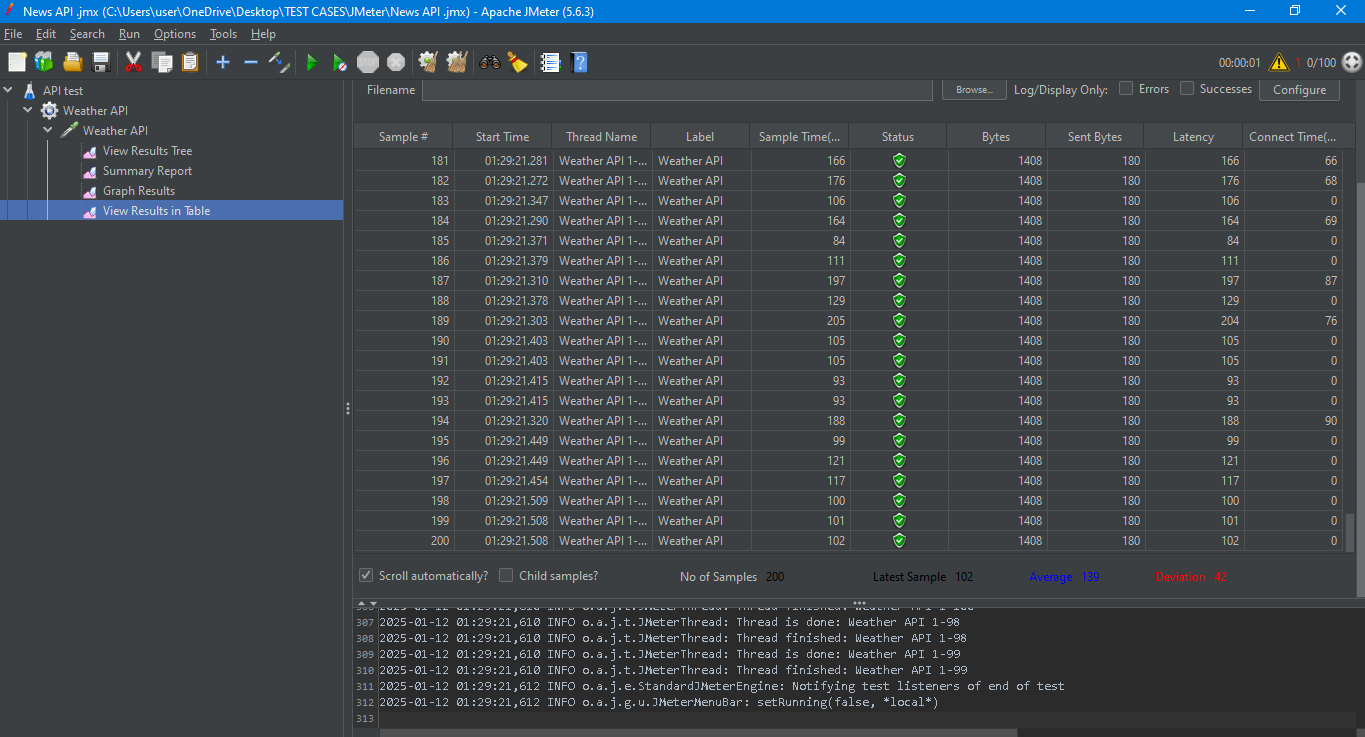 News API .jmx (C:\Users\user\OneDrive\Desktop\TEST CASES\JMeter\News API .jmx) - Apache JMeter (5.6.3)
File Edit Search Run Options Tools Help
STOP 00:00:01 1 0/100
API test
Weather API
Weather API
View Results Tree
Summary Report
Graph Results
View Results in Table
Filename Browse... Log/Display Only: Errors Successes Configure
Sample # Start Time Thread Name Label Sample Time(... Status Bytes Sent Bytes Latency Connect Time(...
181 01:29:21.281 Weather API 1-... Weather API 166 1408 180 166 66
182 01:29:21.272 Weather API 1-... Weather API 176 1408 180 176 68
183 01:29:21.347 Weather API 1-... Weather API 106 1408 180 106 0
184 01:29:21.290 Weather API 1-... Weather API 164 1408 180 164 69
185 01:29:21.371 Weather API 1-... Weather API 84 1408 180 84 0
186 01:29:21.379 Weather API 1-... Weather API 111 1408 180 111 0
187 01:29:21.310 Weather API 1-... Weather API 197 1408 180 197 87
188 01:29:21.378 Weather API 1-... Weather API 129 1408 180 129 0
189 01:29:21.303 Weather API 1-... Weather API 205 1408 180 204 76
190 01:29:21.403 Weather API 1-... Weather API 105 1408 180 105 0
191 01:29:21.403 Weather API 1-... Weather API 105 1408 180 105 0
192 01:29:21.415 Weather API 1-... Weather API 93 1408 180 93 0
193 01:29:21.415 Weather API 1-... Weather API 93 1408 180 93 0
194 01:29:21.320 Weather API 1-... Weather API 188 1408 180 188 90
195 01:29:21.449 Weather API 1-... Weather API 99 1408 180 99 0
196 01:29:21.449 Weather API 1-... Weather API 121 1408 180 121 0
197 01:29:21.454 Weather API 1-... Weather API 117 1408 180 117 0
198 01:29:21.509 Weather API 1-... Weather API 100 1408 180 100 0
199 01:29:21.508 Weather API 1-... Weather API 101 1408 180 101 0
200 01:29:21.508 Weather API 1-... Weather API 102 1408 180 102 0
Scroll automatically? Child samples? No of Samples 200 Latest Sample 102 Average 139 Deviation 42
307 2025-01-12 01:29:21,610 INFO o.a.j.t.JMeterThread: Thread is done: Weather API 1-98
308 2025-01-12 01:29:21,610 INFO o.a.j.t.JMeterThread: Thread finished: Weather API 1-98
309 2025-01-12 01:29:21,610 INFO o.a.j.t.JMeterThread: Thread is done: Weather API 1-99
310 2025-01-12 01:29:21,610 INFO o.a.j.t.JMeterThread: Thread finished: Weather API 1-99
311 2025-01-12 01:29:21,612 INFO o.a.j.e.StandardJMeterEngine: Notifying test listeners of end of test
312 2025-01-12 01:29:21,612 INFO o.a.j.g.u.JMeterMenuBar: setRunning(false, *local*)
313